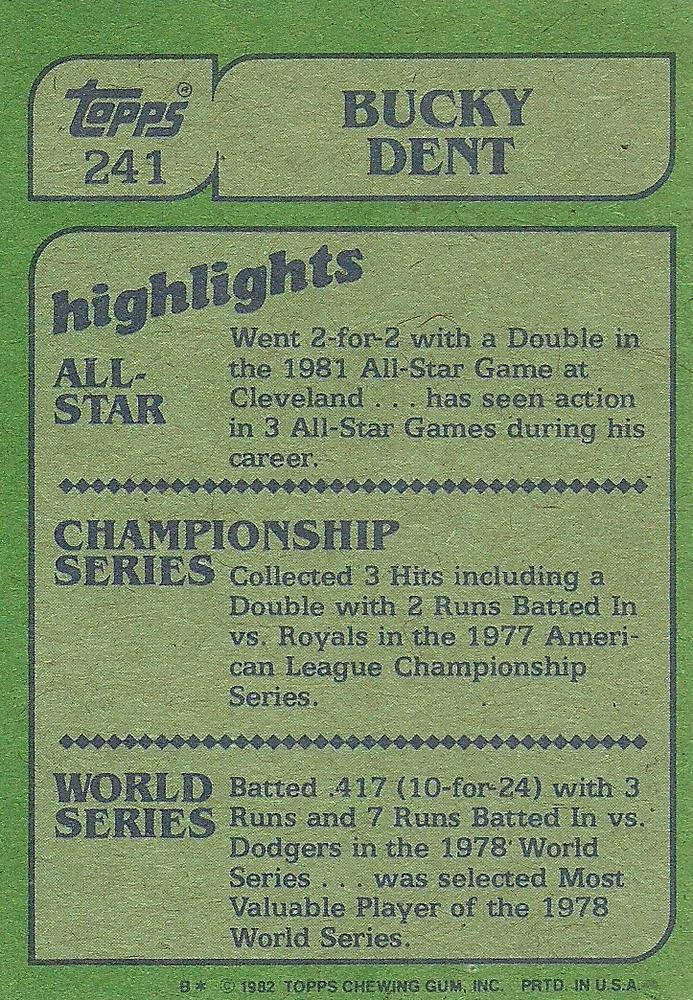 Topps®
241
BUCKY
DENT
highlights
ALL-
STAR
Went 2-for-2 with a Double in
the 1981 All-Star Game at
Cleveland . . . has seen action
in 3 All-Star Games during his
career.
CHAMPIONSHIP
SERIES
Collected 3 Hits including a
Double with 2 Runs Batted In
vs. Royals in the 1977 Ameri-
can League Championship
Series.
WORLD
SERIES
Batted .417 (10-for-24) with 3
Runs and 7 Runs Batted In vs.
Dodgers in the 1978 World
Series . . . was selected Most
Valuable Player of the 1978
World Series.
B* © 1982 TOPPS CHEWING GUM, INC. PRTD. IN U.S.A.